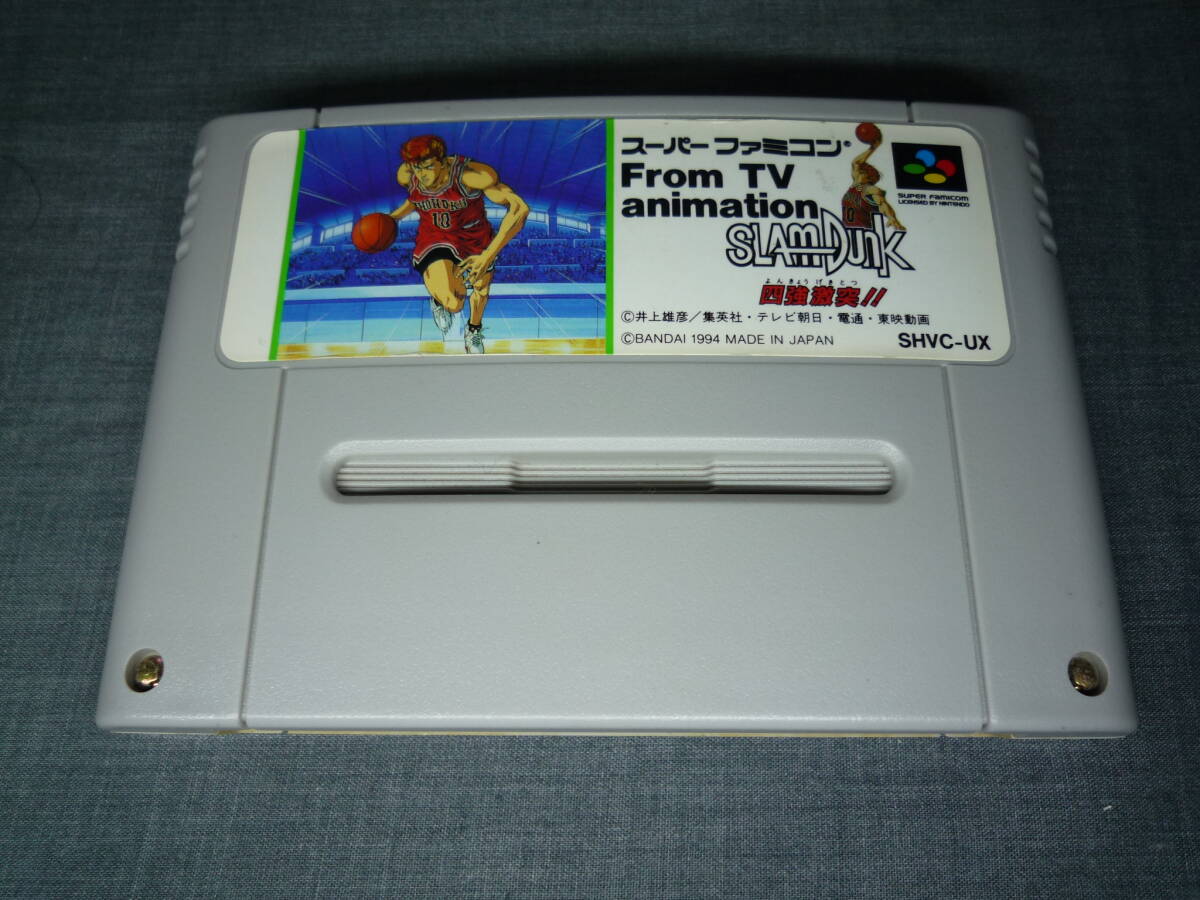 スーパーファミコン®
From TV
animation
SLAM DUNK
よんきょうげきとつ
四強激突!!
©井上雄彦／集英社・テレビ朝日・電通・東映動画
©BANDAI 1994 MADE IN JAPAN
SHVC-UX
SUPER FAMICOM
LICENSED BY NINTENDO
SHOHOKU
10